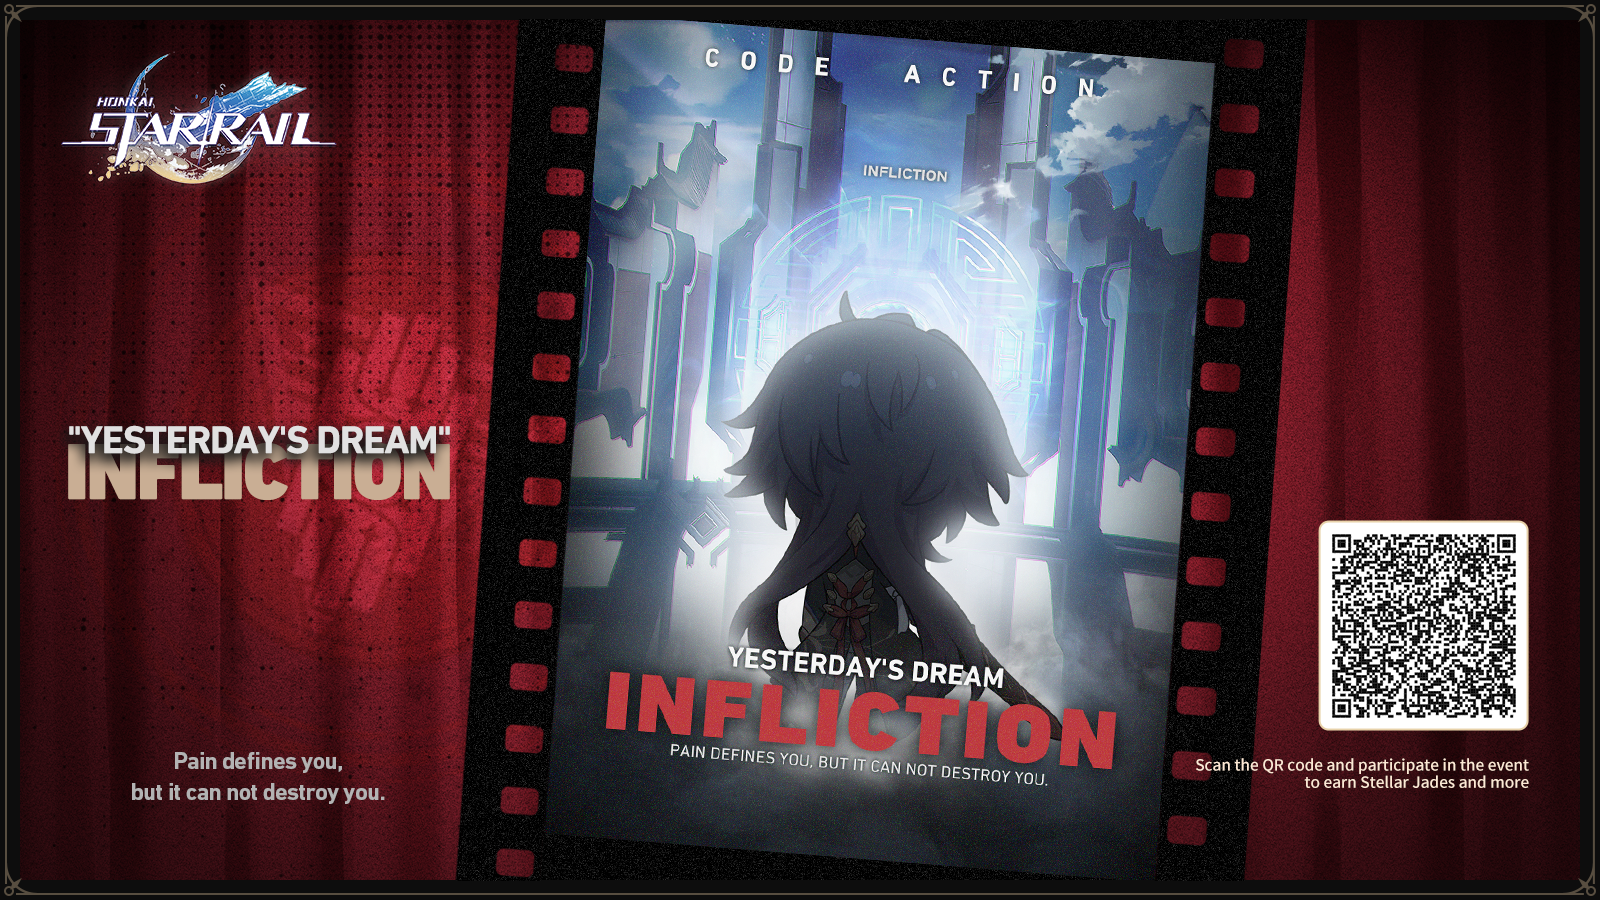 HONKAI
STAR RAIL
"YESTERDAY'S DREAM"
INFLICTION
Pain defines you,
but it can not destroy you.
CODE ACTION
INFLICTION
YESTERDAY'S DREAM
INFLICTION
PAIN DEFINES YOU, BUT IT CAN NOT DESTROY YOU.
Scan the QR code and participate in the event
to earn Stellar Jades and more